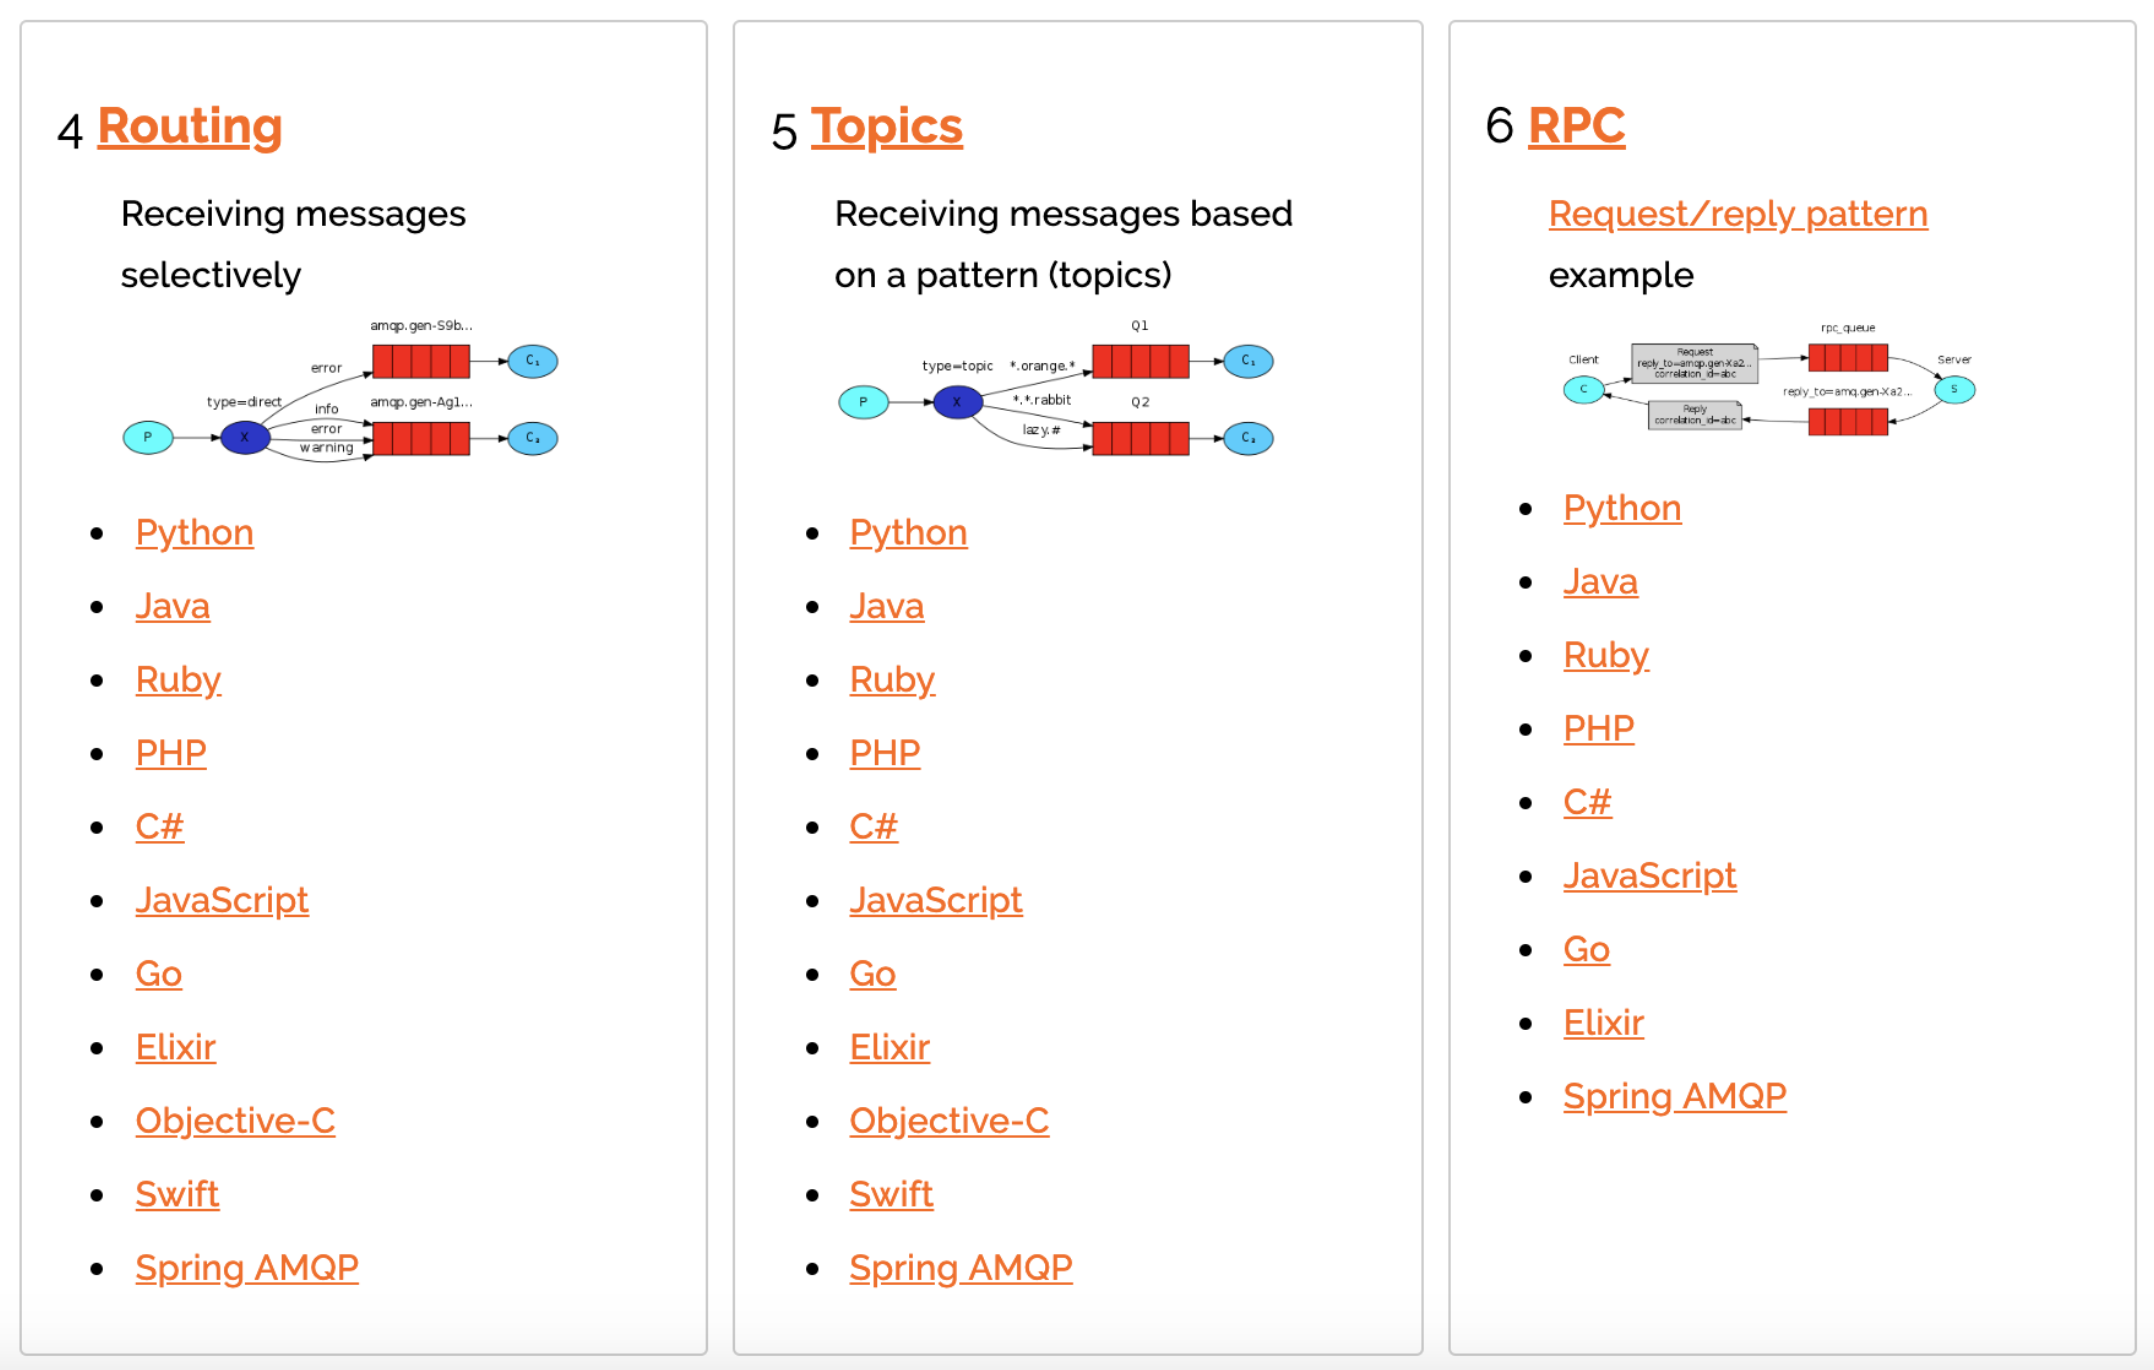 4 Routing
Receiving messages
selectively
amqp.gen-S9b...
error
C₁
type=direct
info
amqp.gen-Ag1...
P
X
error
C₂
warning
Python
Java
Ruby
PHP
C#
JavaScript
Go
Elixir
Objective-C
Swift
Spring AMQP
5 Topics
Receiving messages based
on a pattern (topics)
Q1
type=topic
*.orange.*
C₁
P
X
*.*.rabbit
Q2
lazy.#
C₂
Python
Java
Ruby
PHP
C#
JavaScript
Go
Elixir
Objective-C
Swift
Spring AMQP
6 RPC
Request/reply pattern
example
rpc_queue
Client
Request
reply_to=amqp.gen-Xa2...
correlation_id=abc
Server
C
reply_to=amq.gen-Xa2...
S
Reply
correlation_id=abc
Python
Java
Ruby
PHP
C#
JavaScript
Go
Elixir
Spring AMQP